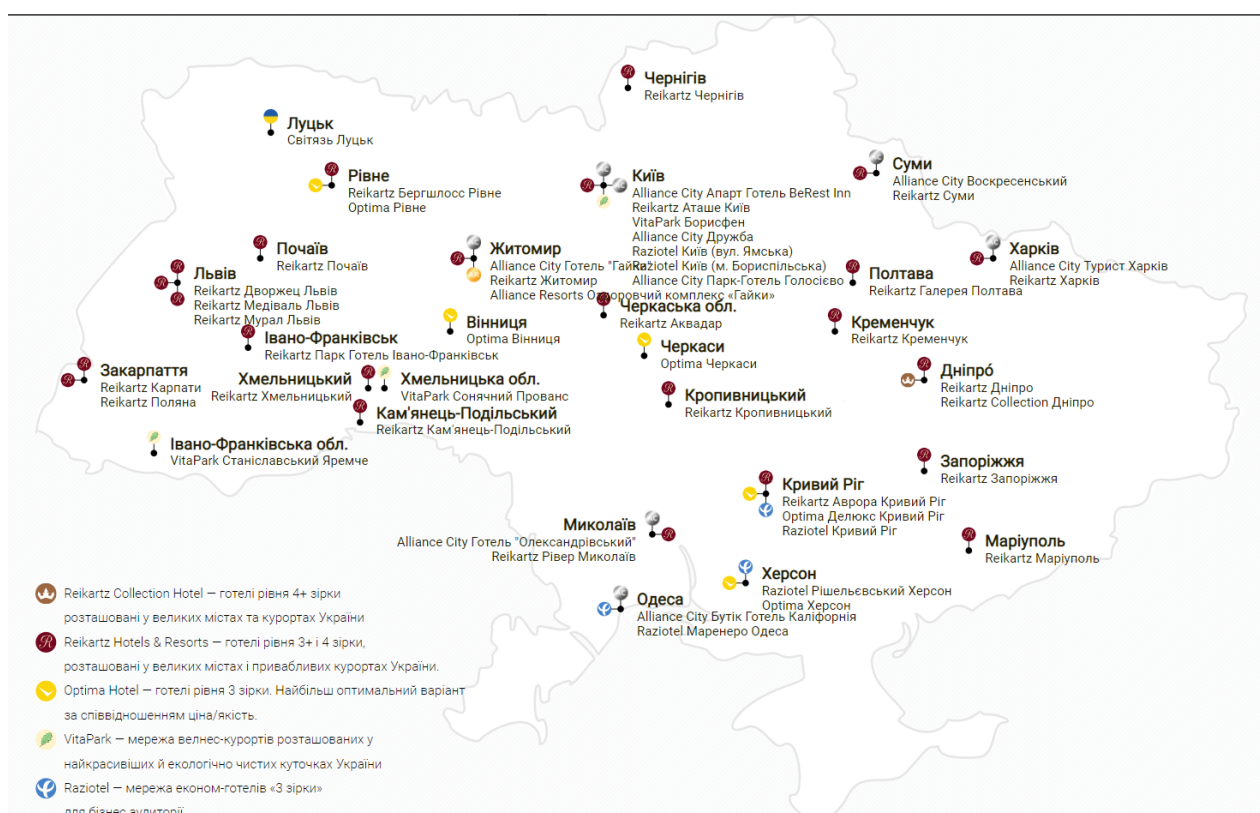 Чернігів
Reikartz Чернігів
Луцьк
Світязь Луцьк
Рівне
Reikartz Бергшлосс Рівне
Optima Рівне
Київ
Alliance City Апарт Готель BeRest Inn
Reikartz Аташе Київ
VitaPark Борисфен
Alliance City Дружба
Raziotel Київ (вул. Ямська)
Raziotel Київ (м. Бориспільська)
Alliance City Парк-Готель Голосієво
Суми
Alliance City Воскресенський
Reikartz Суми
Почаїв
Reikartz Почаїв
Житомир
Alliance City Готель "Гайки"
Reikartz Житомир
Alliance Resorts Оздоровчий комплекс «Гайки»
Харків
Alliance City Турист Харків
Reikartz Харків
Львів
Reikartz Дворжец Львів
Reikartz Медіваль Львів
Reikartz Мурал Львів
Полтава
Reikartz Галерея Полтава
Черкаська обл.
Reikartz Аквадар
Вінниця
Optima Вінниця
Кременчук
Reikartz Кременчук
Івано-Франківськ
Reikartz Парк Готель Івано-Франківськ
Черкаси
Optima Черкаси
Закарпаття
Reikartz Карпати
Reikartz Поляна
Хмельницький
Reikartz Хмельницький
Хмельницька обл.
VitaPark Сонячний Прованс
Дніпро́
Reikartz Дніпро
Reikartz Collection Дніпро
Кропивницький
Reikartz Кропивницький
Кам'янець-Подільський
Reikartz Кам'янець-Подільський
Івано-Франківська обл.
VitaPark Станіславський Яремче
Запоріжжя
Reikartz Запоріжжя
Кривий Ріг
Reikartz Аврора Кривий Ріг
Optima Делюкс Кривий Ріг
Raziotel Кривий Ріг
Миколаїв
Alliance City Готель "Олександрівський"
Reikartz Рівер Миколаїв
Маріуполь
Reikartz Маріуполь
Херсон
Raziotel Рішельєвський Херсон
Optima Херсон
Одеса
Alliance City Бутік Готель Каліфорнія
Raziotel Маренеро Одеса
Reikartz Collection Hotel — готелі рівня 4+ зірки
розташовані у великих містах та курортах України
Reikartz Hotels & Resorts — готелі рівня 3+ і 4 зірки,
розташовані у великих містах і привабливих курортах України.
Optima Hotel — готелі рівня 3 зірки. Найбільш оптимальний варіант
за співвідношенням ціна/якість.
VitaPark — мережа велнес-курортів розташованих у
найкрасивіших й екологічно чистих куточках України
Raziotel — мережа економ-готелів «3 зірки»
для бізнес аудиторії